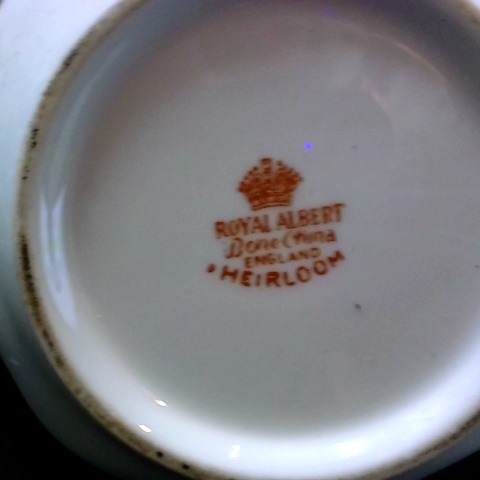 ROYAL ALBERT
Bone China
ENGLAND
HEIRLOOM